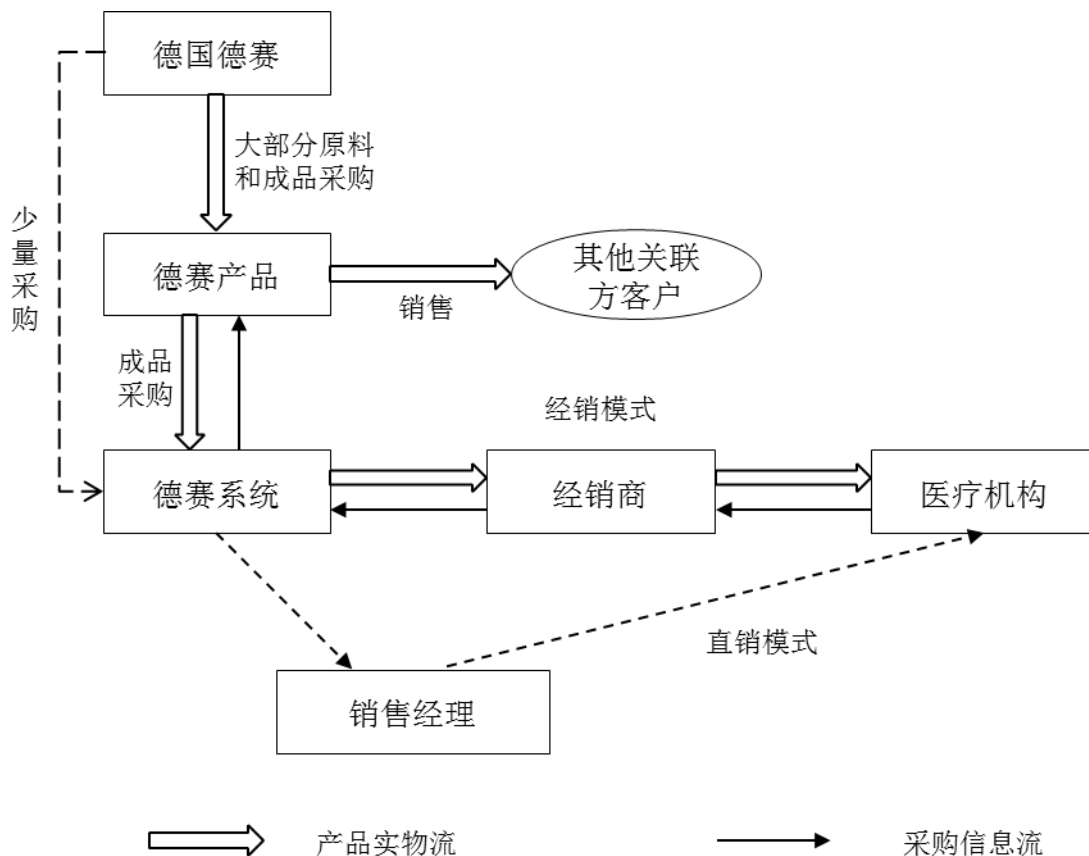 德国德赛
大部分原料
和成品采购
少量采购
德赛产品
销售
其他关联
方客户
成品
采购
经销模式
德赛系统
经销商
医疗机构
直销模式
销售经理
产品实物流
采购信息流